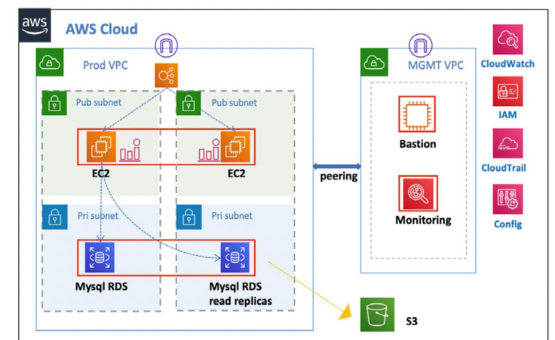 aws
AWS Cloud
Prod VPC
MGMT VPC
CloudWatch
Pub subnet
Pub subnet
IAM
EC2
EC2
Bastion
CloudTrail
peering
Pri subnet
Pri subnet
Monitoring
Config
Mysql RDS
Mysql RDS
read replicas
S3